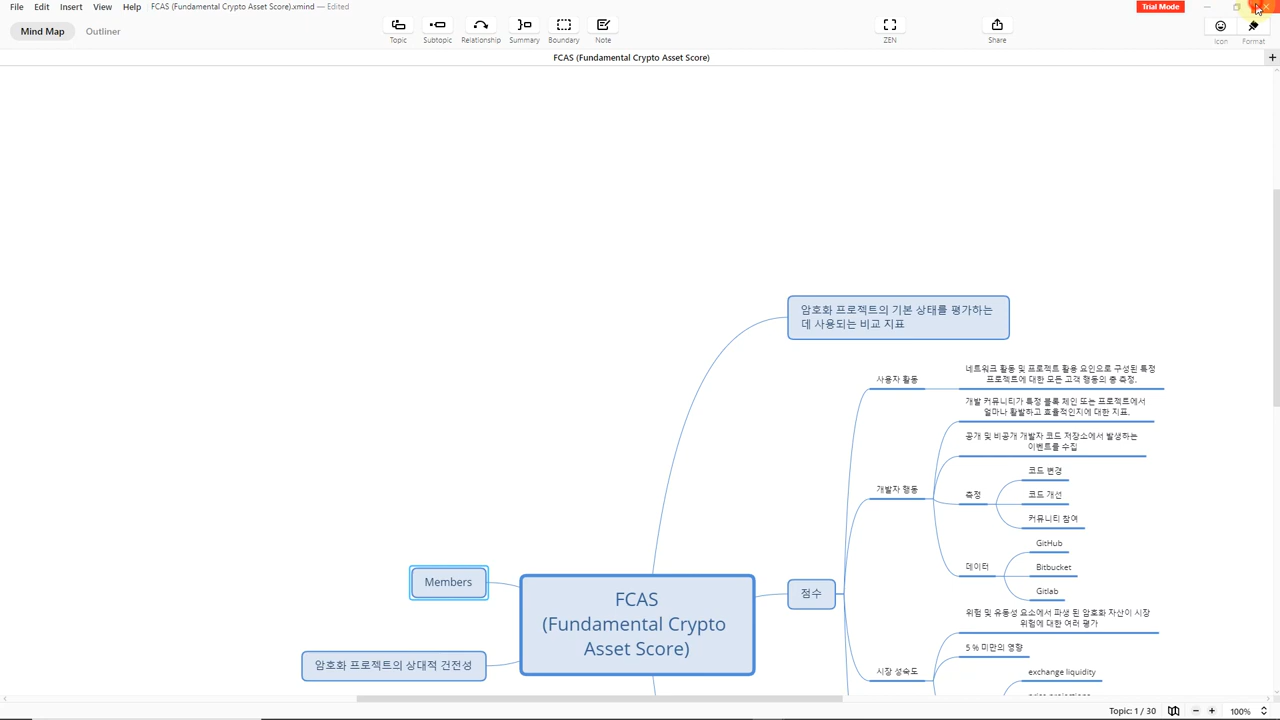 File Edit Insert View Help FCAS (Fundamental Crypto Asset Score).xmind — Edited Trial Mode
Mind Map Outliner Topic Subtopic Relationship Summary Boundary Note ZEN Share Icon Format
FCAS (Fundamental Crypto Asset Score)
암호화 프로젝트의 기본 상태를 평가하는
데 사용되는 비교 지표
사용자 활동
네트워크 활동 및 프로젝트 활용 요인으로 구성된 특정
프로젝트에 대한 모든 고객 행동의 총 측정.
개발 커뮤니티가 특정 블록 체인 또는 프로젝트에서
얼마나 활발하고 효율적인지에 대한 지표.
공개 및 비공개 개발자 코드 저장소에서 발생하는
이벤트를 수집
개발자 행동
측정
코드 변경
코드 개선
커뮤니티 참여
데이터
GitHub
Bitbucket
Gitlab
Members
FCAS
(Fundamental Crypto
Asset Score)
점수
암호화 프로젝트의 상대적 건전성
위험 및 유동성 요소에서 파생 된 암호화 자산이 시장
위험에 대한 여러 평가
5 % 미만의 영향
시장 성숙도
exchange liquidity
Topic: 1 / 30 100%